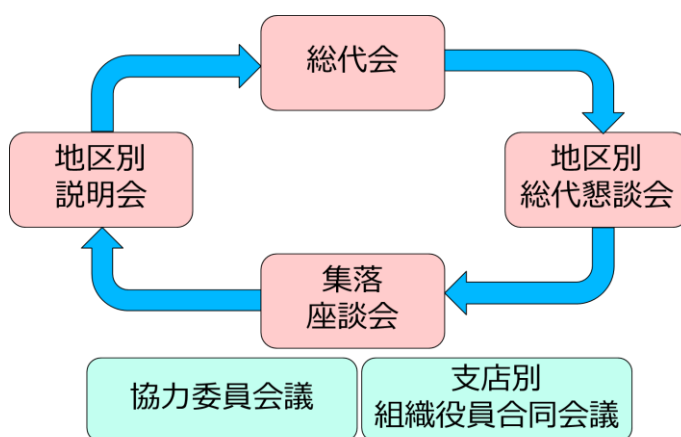 総代会
地区別
説明会
地区別
総代懇談会
集落
座談会
協力委員会議
支店別
組織役員合同会議